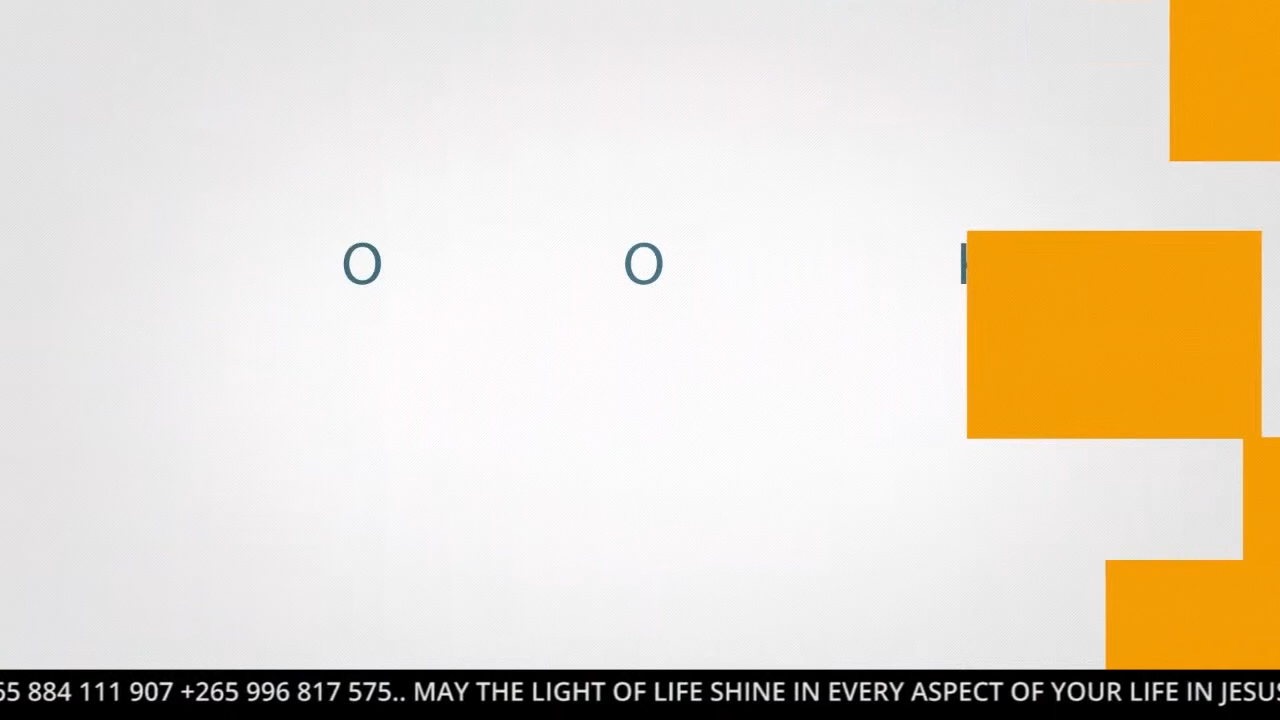 O O
55 884 111 907 +265 996 817 575.. MAY THE LIGHT OF LIFE SHINE IN EVERY ASPECT OF YOUR LIFE IN JESUS